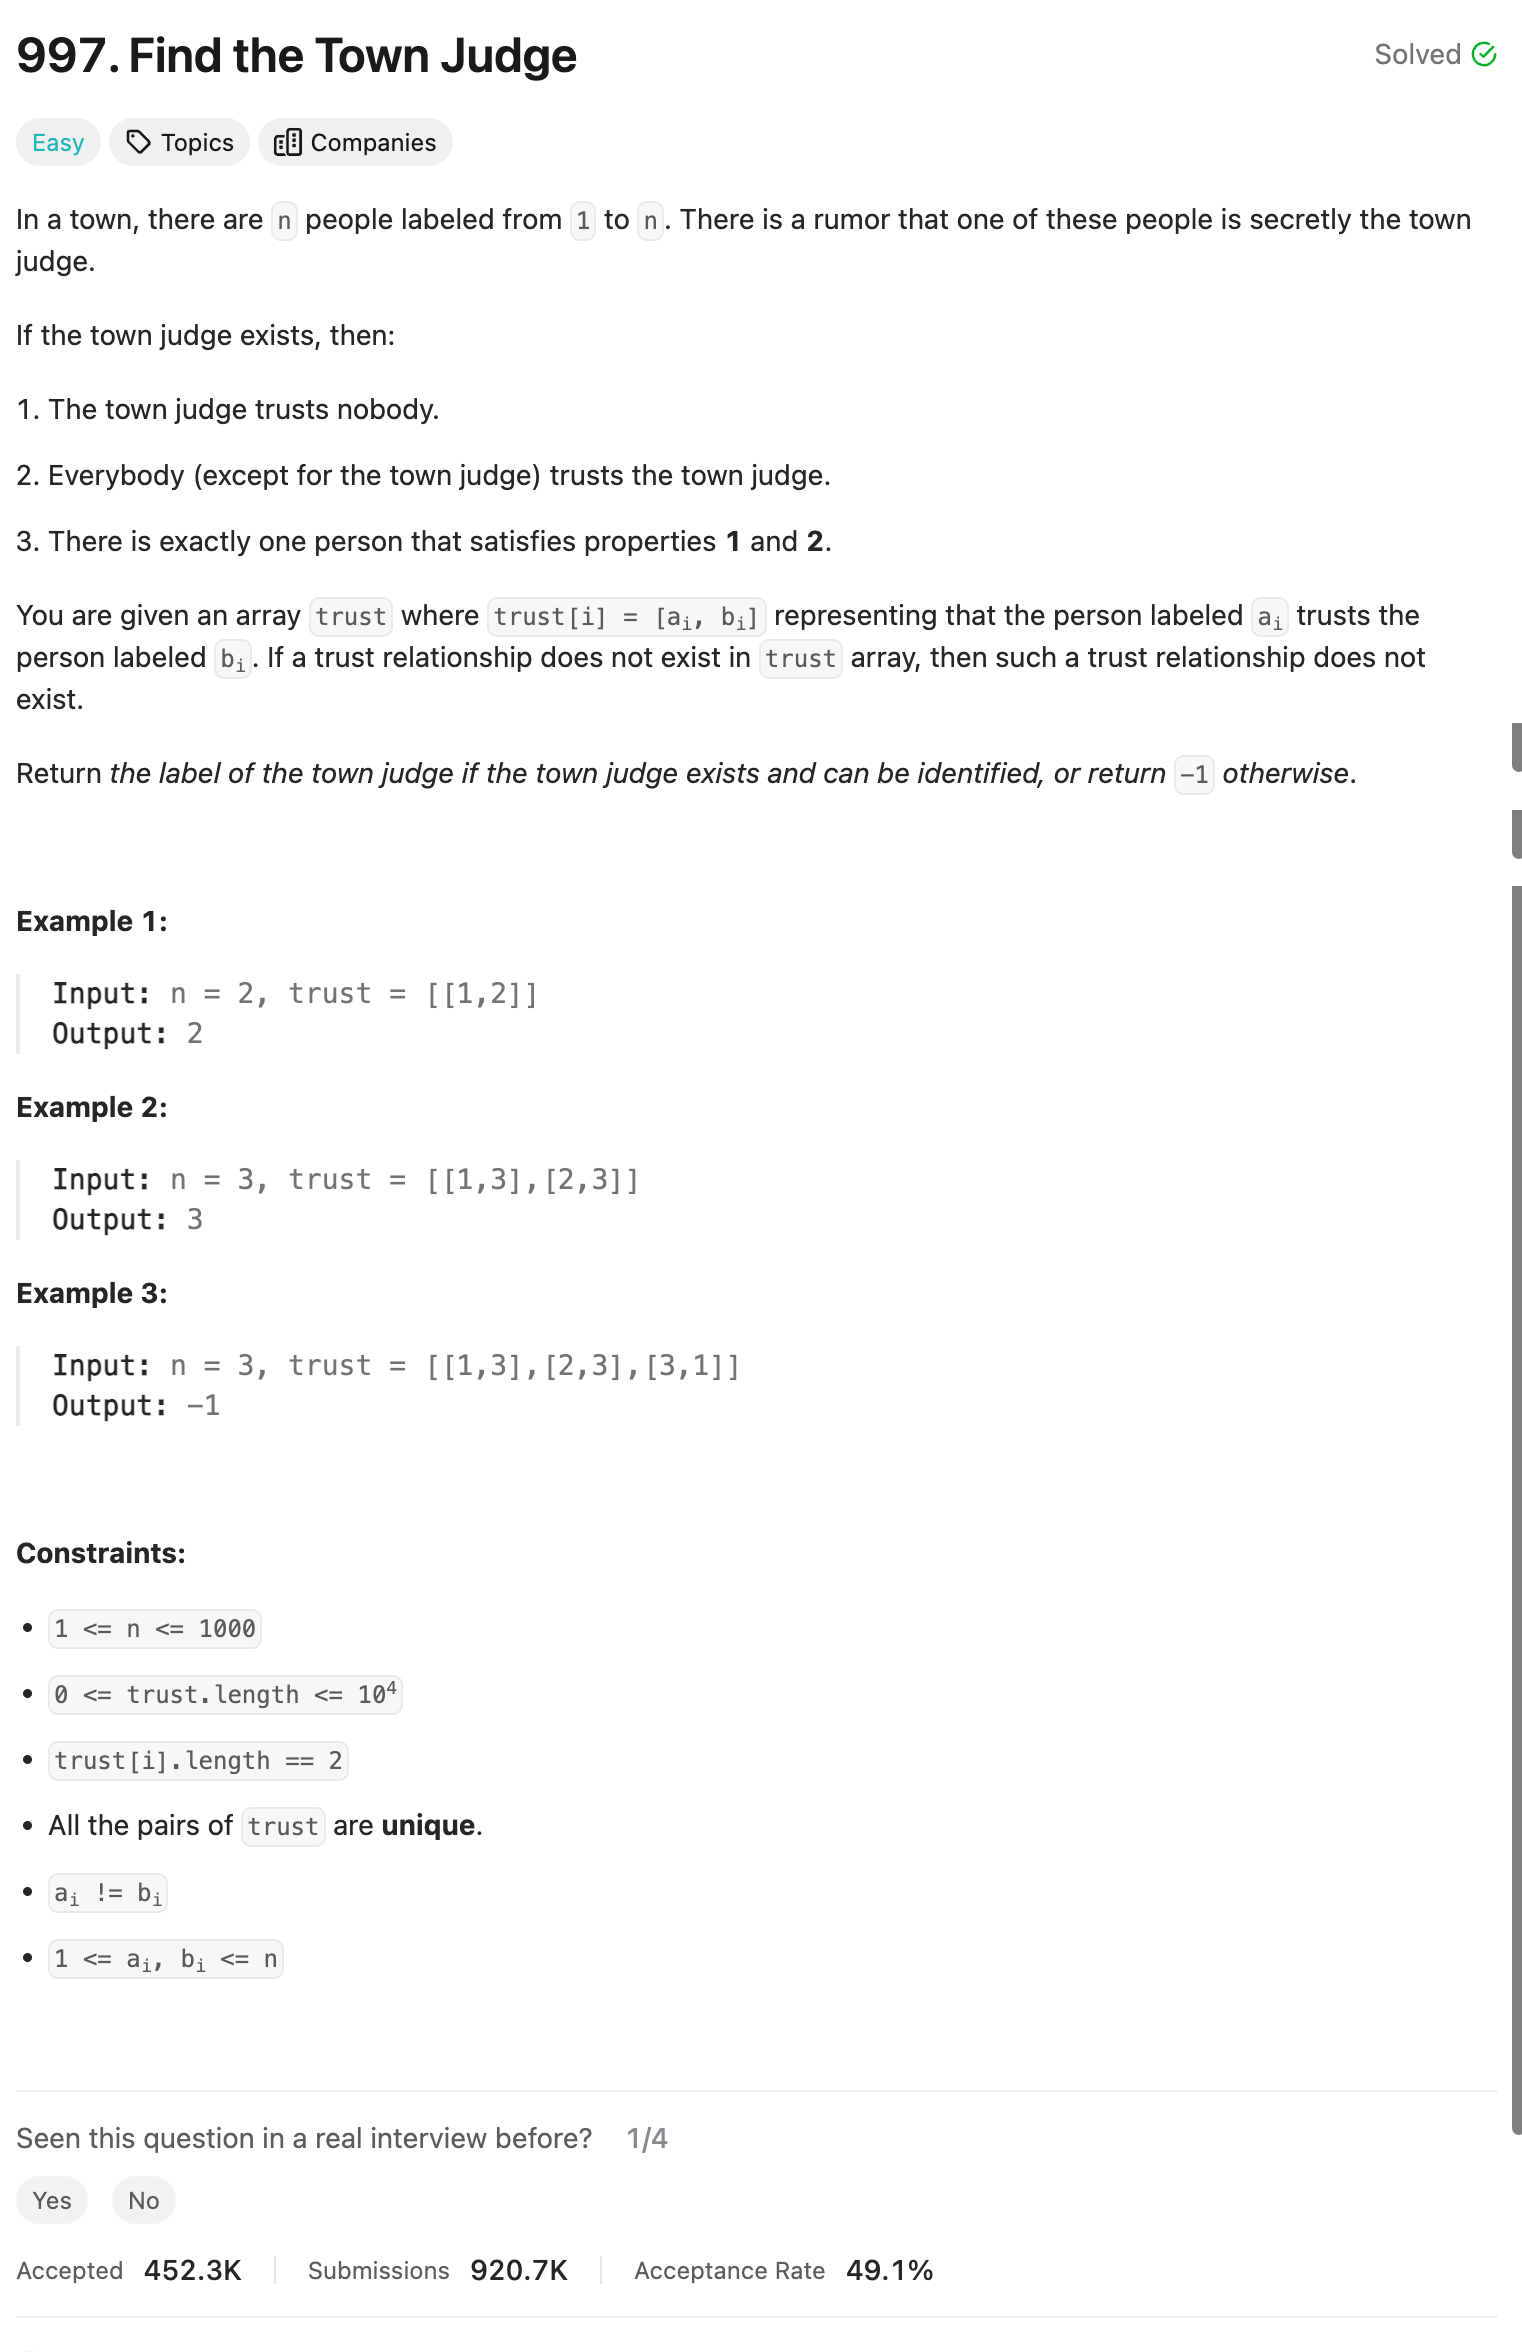 997. Find the Town Judge
Solved
Easy Topics Companies
In a town, there are n people labeled from 1 to n. There is a rumor that one of these people is secretly the town
judge.
If the town judge exists, then:
1. The town judge trusts nobody.
2. Everybody (except for the town judge) trusts the town judge.
3. There is exactly one person that satisfies properties 1 and 2.
You are given an array trust where trust[i] = [aᵢ, bᵢ] representing that the person labeled aᵢ trusts the
person labeled bᵢ. If a trust relationship does not exist in trust array, then such a trust relationship does not
exist.
Return the label of the town judge if the town judge exists and can be identified, or return -1 otherwise.
Example 1:
Input: n = 2, trust = [[1,2]]
Output: 2
Example 2:
Input: n = 3, trust = [[1,3],[2,3]]
Output: 3
Example 3:
Input: n = 3, trust = [[1,3],[2,3],[3,1]]
Output: -1
Constraints:
• 1 <= n <= 1000
• 0 <= trust.length <= 10⁴
• trust[i].length == 2
• All the pairs of trust are unique.
• aᵢ != bᵢ
• 1 <= aᵢ, bᵢ <= n
Seen this question in a real interview before? 1/4
Yes No
Accepted 452.3K Submissions 920.7K Acceptance Rate 49.1%